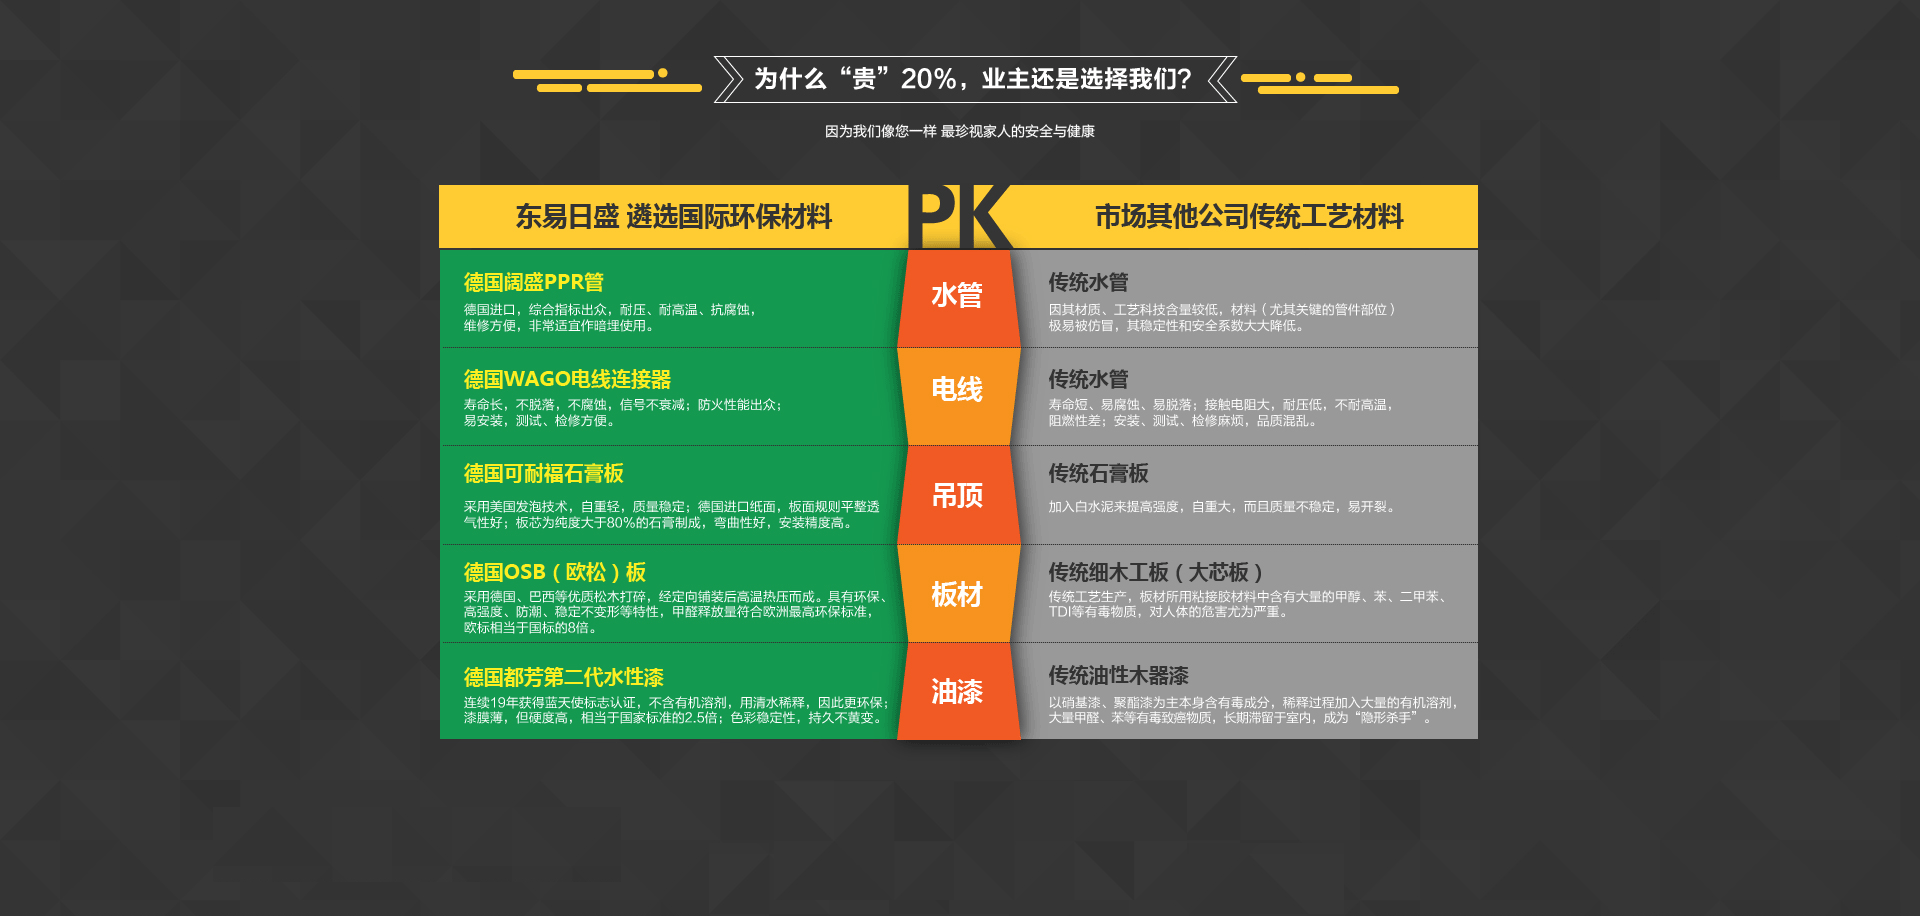 为什么“贵”20%，业主还是选择我们?
因为我们像您一样 最珍视家人的安全与健康
东易日盛 遴选国际环保材料
PK
市场其他公司传统工艺材料
德国阔盛PPR管
德国进口，综合指标出众，耐压、耐高温、抗腐蚀，
维修方便，非常适宜作暗埋使用。
水管
传统水管
因其材质、工艺科技含量较低，材料（尤其关键的管件部位）
极易被仿冒，其稳定性和安全系数大大降低。
德国WAGO电线连接器
寿命长，不脱落，不腐蚀，信号不衰减；防火性能出众；
易安装，测试、检修方便。
电线
传统水管
寿命短、易腐蚀、易脱落；接触电阻大，耐压低，不耐高温，
阻燃性差；安装、测试、检修麻烦，品质混乱。
德国可耐福石膏板
采用美国发泡技术，自重轻，质量稳定；德国进口纸面，板面规则平整透
气性好；板芯为纯度大于80%的石膏制成，弯曲性好，安装精度高。
吊顶
传统石膏板
加入白水泥来提高强度，自重大，而且质量不稳定，易开裂。
德国OSB（欧松）板
采用德国、巴西等优质松木打碎，经定向铺装后高温热压而成。具有环保、
高强度、防潮、稳定不变形等特性，甲醛释放量符合欧洲最高环保标准，
欧标相当于国标的8倍。
板材
传统细木工板（大芯板）
传统工艺生产，板材所用粘接胶材料中含有大量的甲醇、苯、二甲苯、
TDI等有毒物质，对人体的危害尤为严重。
德国都芳第二代水性漆
连续19年获得蓝天使标志认证，不含有机溶剂，用清水稀释，因此更环保；
漆膜薄，但硬度高，相当于国家标准的2.5倍；色彩稳定性，持久不黄变。
油漆
传统油性木器漆
以硝基漆、聚酯漆为主本身含有毒成分，稀释过程加入大量的有机溶剂，
大量甲醛、苯等有毒致癌物质，长期滞留于室内，成为“隐形杀手”。